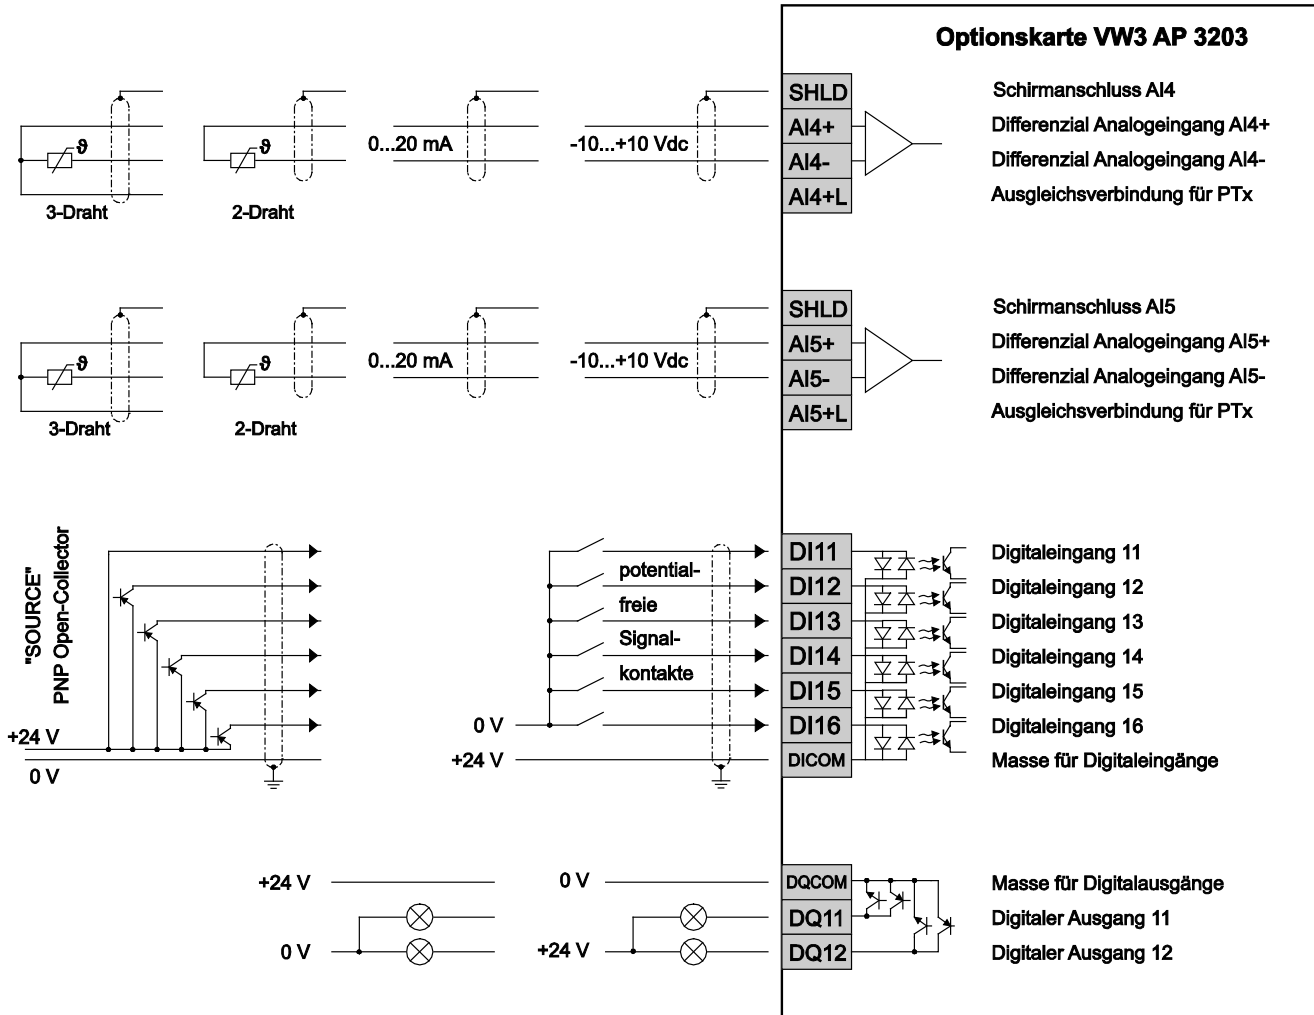 Optionskarte VW3 AP 3203
SHLD
Schirmanschluss AI4
ϑ
ϑ
0...20 mA
-10...+10 Vdc
AI4+
Differenzial Analogeingang AI4+
AI4-
Differenzial Analogeingang AI4-
AI4+L
Ausgleichsverbindung für PTx
3-Draht
2-Draht
SHLD
Schirmanschluss AI5
ϑ
ϑ
0...20 mA
-10...+10 Vdc
AI5+
Differenzial Analogeingang AI5+
AI5-
Differenzial Analogeingang AI5-
AI5+L
Ausgleichsverbindung für PTx
3-Draht
2-Draht
"SOURCE"
PNP Open-Collector
+24 V
0 V
potential-
freie
Signal-
kontakte
0 V
+24 V
DI11
Digitaleingang 11
DI12
Digitaleingang 12
DI13
Digitaleingang 13
DI14
Digitaleingang 14
DI15
Digitaleingang 15
DI16
Digitaleingang 16
DICOM
Masse für Digitaleingänge
+24 V
0 V
DQCOM
Masse für Digitalausgänge
DQ11
Digitaler Ausgang 11
0 V
+24 V
DQ12
Digitaler Ausgang 12